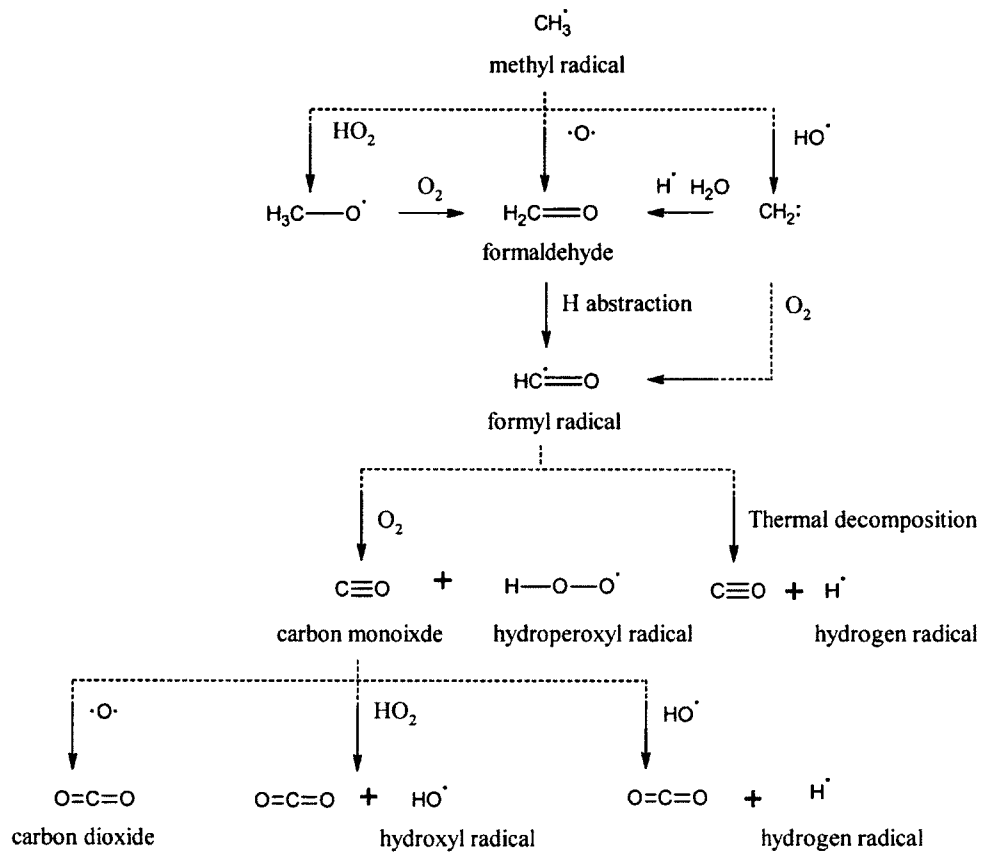 CH₃˙
methyl radical
HO₂ ·O· HO˙
H₃C—O˙ O₂ H₂C=O H˙ H₂O CH₂:
formaldehyde
H abstraction O₂
HC˙=O
formyl radical
O₂ Thermal decomposition
C≡O + H—O—O˙ C≡O + H˙
carbon monoixde hydroperoxyl radical hydrogen radical
·O· HO₂ HO˙
O=C=O O=C=O + HO˙ O=C=O + H˙
carbon dioxide hydroxyl radical hydrogen radical